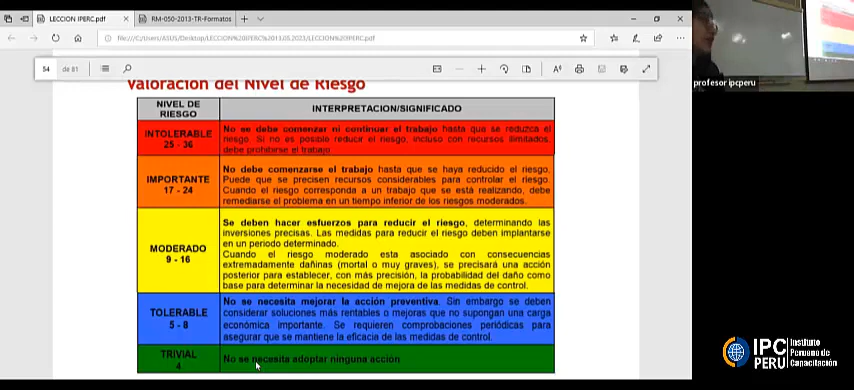 LECCION IPERC.pdf
RM-050-2013-TR-Formatos
file:///C:/Users/ASUS/Desktop/LECCION%20IPERC%2013.05.2023/LECCION%20IPERC.pdf
54 de 81
profesor ipcperu
Valoración del Nivel de Riesgo
NIVEL DE
RIESGO
INTERPRETACION/SIGNIFICADO
INTOLERABLE
25 - 36
No se debe comenzar ni continuar el trabajo hasta que se reduzca el
riesgo. Si no es posible reducir el riesgo, incluso con recursos ilimitados,
debe prohibirse el trabajo
IMPORTANTE
17 - 24
No debe comenzarse el trabajo hasta que se haya reducido el riesgo.
Puede que se precisen recursos considerables para controlar el riesgo.
Cuando el riesgo corresponda a un trabajo que se está realizando, debe
remediarse el problema en un tiempo inferior de los riesgos moderados.
MODERADO
9 - 16
Se deben hacer esfuerzos para reducir el riesgo, determinando las
inversiones precisas. Las medidas para reducir el riesgo deben implantarse
en un periodo determinado.
Cuando el riesgo moderado esta asociado con consecuencias
extremadamente dañinas (mortal o muy graves), se precisará una acción
posterior para establecer, con más precisión, la probabilidad del daño como
base para determinar la necesidad de mejora de las medidas de control.
TOLERABLE
5 - 8
No se necesita mejorar la acción preventiva. Sin embargo se deben
considerar soluciones más rentables o mejoras que no supongan una carga
económica importante. Se requieren comprobaciones periódicas para
asegurar que se mantiene la eficacia de las medidas de control.
TRIVIAL
4
No se necesita adoptar ninguna acción
IPC
PERU
Instituto
Peruano de
Capacitación